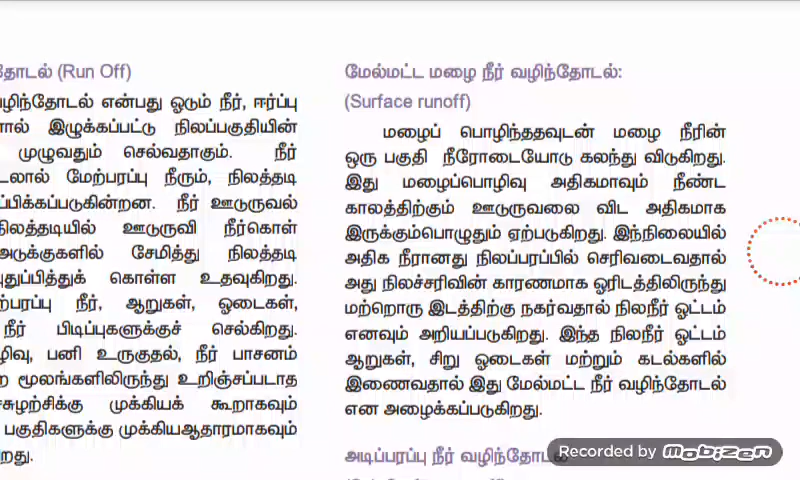 தோடல் (Run Off)
ழிந்தோடல் என்பது ஓடும் நீர், ஈர்ப்பு
ால் இழுக்கப்பட்டு நிலப்பகுதியின்
முழுவதும் செல்வதாகும். நீர்
டலால் மேற்பரப்பு நீரும், நிலத்தடி
ப்பிக்கப்படுகின்றன. நீர் ஊடுருவல்
நிலத்தடியில் ஊடுருவி நீர்கொள்
அடுக்குகளில் சேமித்து நிலத்தடி
புதுப்பித்துக் கொள்ள உதவுகிறது.
ற்பரப்பு நீர், ஆறுகள், ஓடைகள்,
நீர் பிடிப்புகளுக்குச் செல்கிறது.
ழிவு, பனி உருகுதல், நீர் பாசனம்
ற மூலங்களிலிருந்து உறிஞ்சப்படாத
சுழற்சிக்கு முக்கியக் கூறாகவும்
பகுதிகளுக்கு முக்கியஆதாரமாகவும்
றது.
மேல்மட்ட மழை நீர் வழிந்தோடல்:
(Surface runoff)
மழைப் பொழிந்ததவுடன் மழை நீரின்
ஒரு பகுதி நீரோடையோடு கலந்து விடுகிறது.
இது மழைப்பொழிவு அதிகமாவும் நீண்ட
காலத்திற்கும் ஊடுருவலை விட அதிகமாக
இருக்கும்பொழுதும் ஏற்படுகிறது. இந்நிலையில்
அதிக நீரானது நிலப்பரப்பில் செரிவடைவதால்
அது நிலச்சரிவின் காரணமாக ஓரிடத்திலிருந்து
மற்றொரு இடத்திற்கு நகர்வதால் நிலநீர் ஓட்டம்
எனவும் அறியப்படுகிறது. இந்த நிலநீர் ஓட்டம்
ஆறுகள், சிறு ஓடைகள் மற்றும் கடல்களில்
இணைவதால் இது மேல்மட்ட நீர் வழிந்தோடல்
என அழைக்கப்படுகிறது.
அடிப்பரப்பு நீர் வழிந்தோடல்
Recorded by mobizen